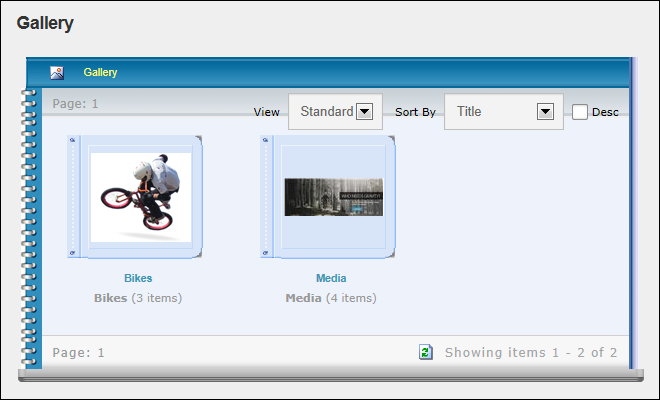 Gallery
Gallery
Page: 1
View Standard Sort By Title Desc
Bikes
Bikes (3 items)
Media
Media (4 items)
Page: 1
Showing items 1 - 2 of 2